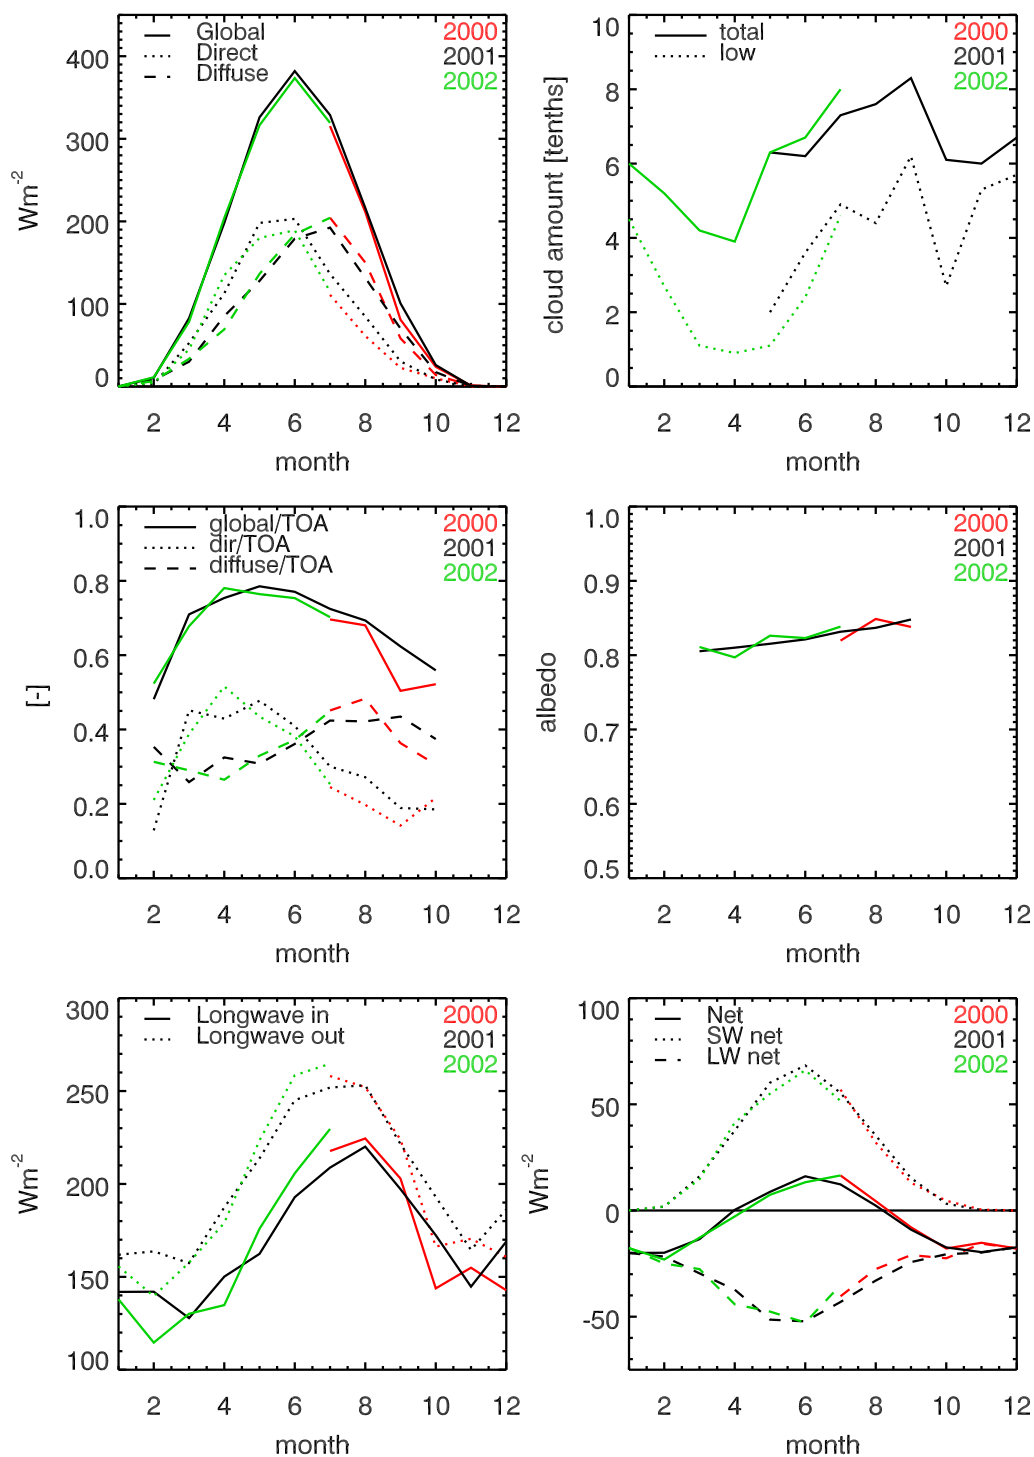 Global
Direct
Diffuse
2000
2001
2002
400
300
200
100
0
Wm-2
2 4 6 8 10 12
month
total
low
2000
2001
2002
10
8
6
4
2
0
cloud amount [tenths]
2 4 6 8 10 12
month
global/TOA
dir/TOA
diffuse/TOA
2000
2001
2002
1.0
0.8
0.6
0.4
0.2
0.0
[-]
2 4 6 8 10 12
month
2000
2001
2002
1.0
0.9
0.8
0.7
0.6
0.5
albedo
2 4 6 8 10 12
month
Longwave in
Longwave out
2000
2001
2002
300
250
200
150
100
Wm-2
2 4 6 8 10 12
month
Net
SW net
LW net
2000
2001
2002
100
50
0
-50
Wm-2
2 4 6 8 10 12
month